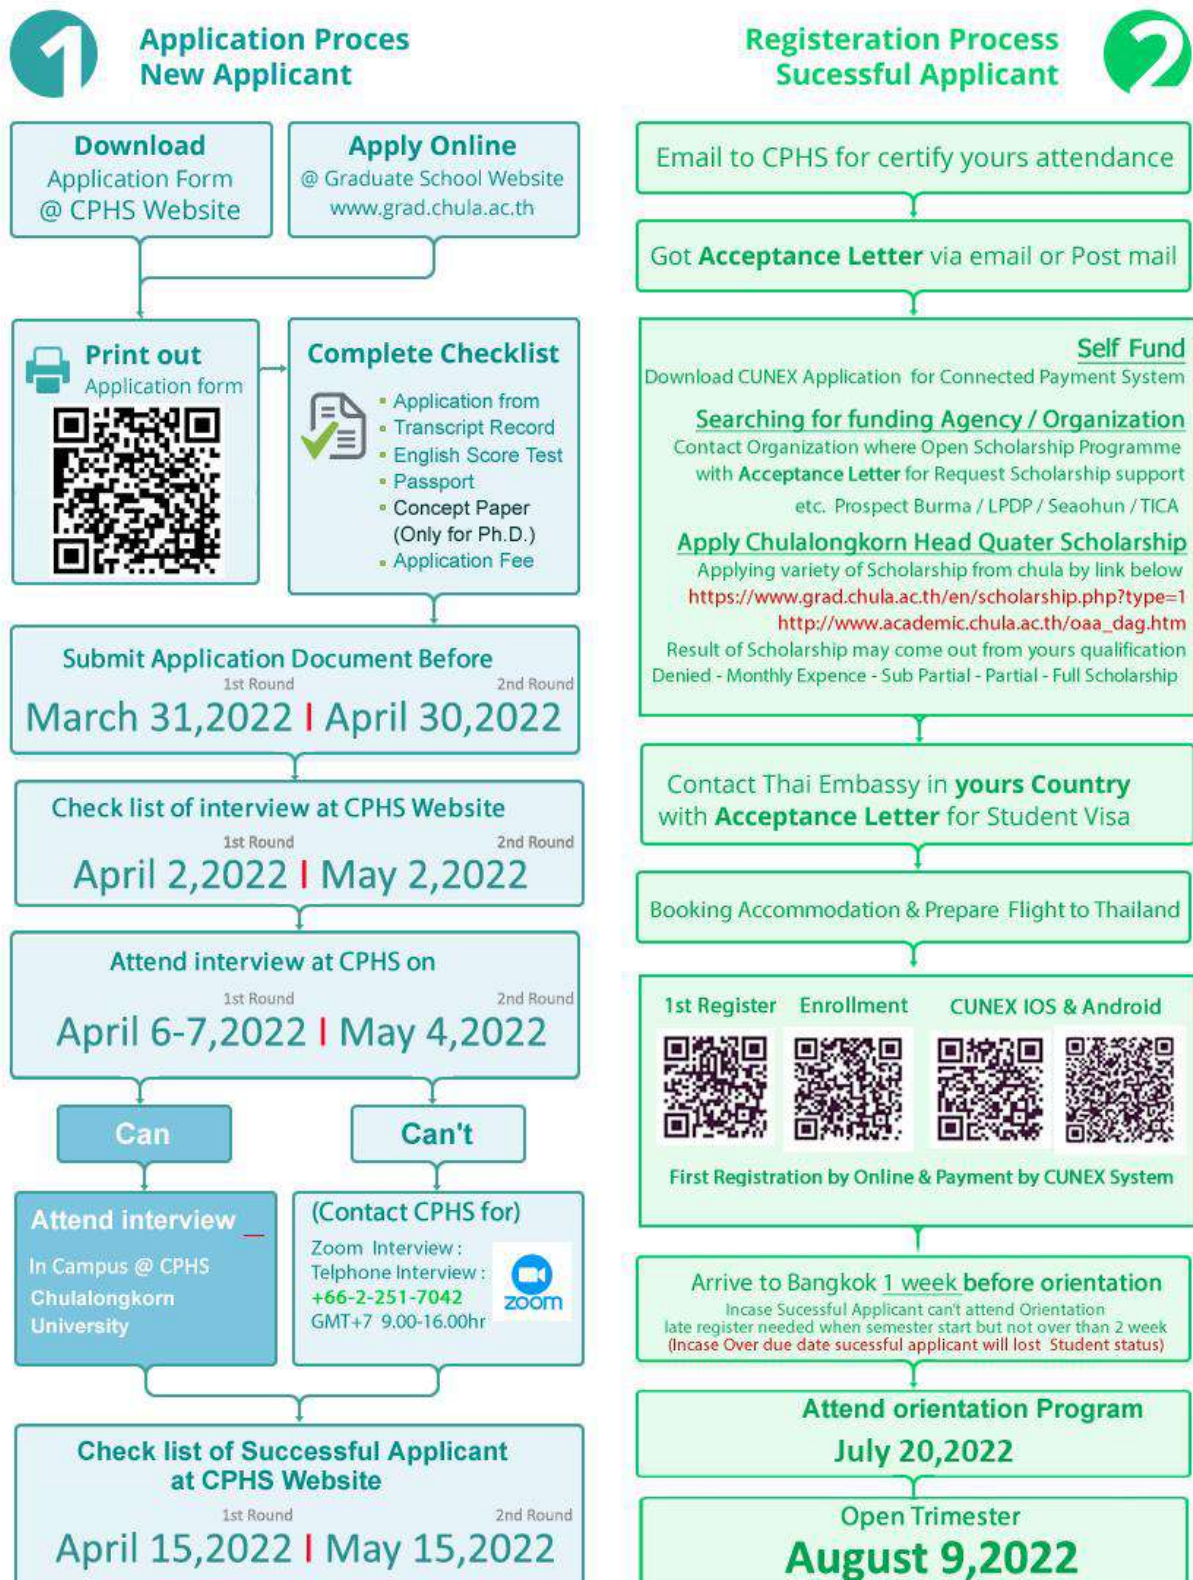 1
Application Proces
New Applicant
Download
Application Form
@ CPHS Website
Apply Online
@ Graduate School Website
www.grad.chula.ac.th
Print out
Application form
Complete Checklist
Application from
Transcript Record
English Score Test
Passport
Concept Paper
(Only for Ph.D.)
Application Fee
Submit Application Document Before
1st Round 2nd Round
March 31,2022 I April 30,2022
Check list of interview at CPHS Website
1st Round 2nd Round
April 2,2022 I May 2,2022
Attend interview at CPHS on
1st Round 2nd Round
April 6-7,2022 I May 4,2022
Can
Can't
Attend interview _
In Campus @ CPHS
Chulalongkorn
University
(Contact CPHS for)
Zoom Interview :
Telphone Interview :
+66-2-251-7042
GMT+7 9.00-16.00hr
zoom
Check list of Successful Applicant
at CPHS Website
1st Round 2nd Round
April 15,2022 I May 15,2022
Registeration Process
Sucessful Applicant
2
Email to CPHS for certify yours attendance
Got Acceptance Letter via email or Post mail
Self Fund
Download CUNEX Application for Connected Payment System
Searching for funding Agency / Organization
Contact Organization where Open Scholarship Programme
with Acceptance Letter for Request Scholarship support
etc. Prospect Burma / LPDP / Seaohun / TICA
Apply Chulalongkorn Head Quater Scholarship
Applying variety of Scholarship from chula by link below
https://www.grad.chula.ac.th/en/scholarship.php?type=1
http://www.academic.chula.ac.th/oaa_dag.htm
Result of Scholarship may come out from yours qualification
Denied - Monthly Expence - Sub Partial - Partial - Full Scholarship
Contact Thai Embassy in yours Country
with Acceptance Letter for Student Visa
Booking Accommodation & Prepare Flight to Thailand
1st Register Enrollment CUNEX IOS & Android
First Registration by Online & Payment by CUNEX System
Arrive to Bangkok 1 week before orientation
Incase Sucessful Applicant can't attend Orientation
late register needed when semester start but not over than 2 week
(Incase Over due date sucessful applicant will lost Student status)
Attend orientation Program
July 20,2022
Open Trimester
August 9,2022